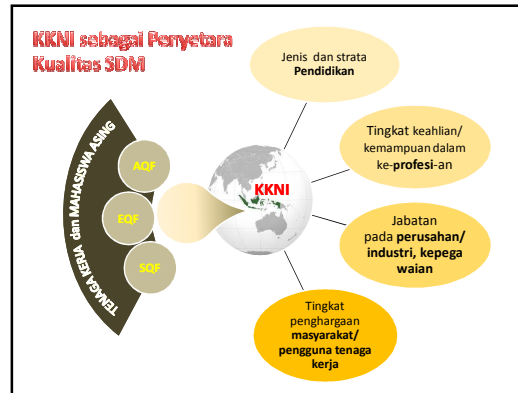 KKNI sebagai Penyetara
Kualitas SDM
TENAGA KERJA dan MAHASISWA ASING
AQF
EQF
SQF
KKNI
Jenis dan strata
Pendidikan
Tingkat keahlian/
kemampuan dalam
ke-profesi-an
Jabatan
pada perusahan/
industri, kepega
waian
Tingkat
penghargaan
masyarakat/
pengguna tenaga
kerja